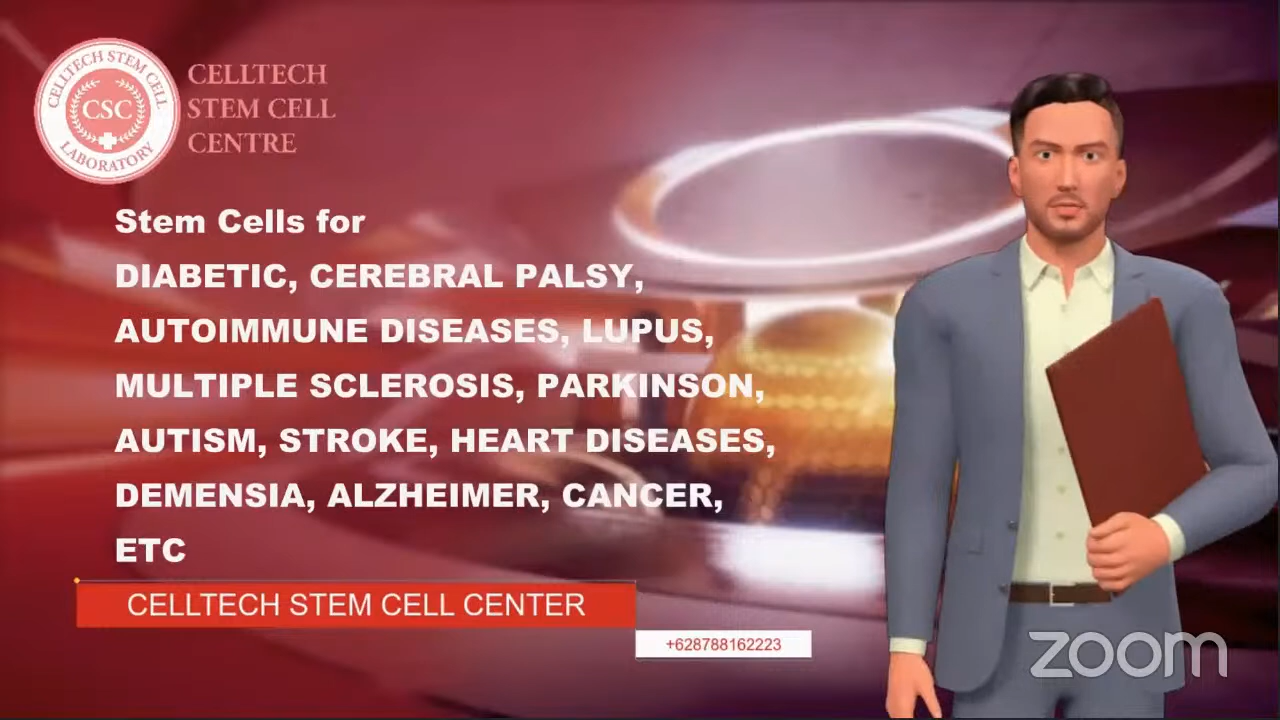 CELLTECH STEM CELL
CSC
LABORATORY
CELLTECH
STEM CELL
CENTRE
Stem Cells for
DIABETIC, CEREBRAL PALSY,
AUTOIMMUNE DISEASES, LUPUS,
MULTIPLE SCLEROSIS, PARKINSON,
AUTISM, STROKE, HEART DISEASES,
DEMENSIA, ALZHEIMER, CANCER,
ETC
CELLTECH STEM CELL CENTER
+628788162223
zoom